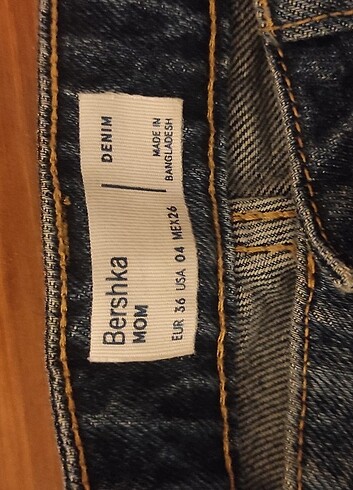 Bershka
MOM
DENIM
EUR 36 USA 04 MEX26
MADE IN
BANGLADESH